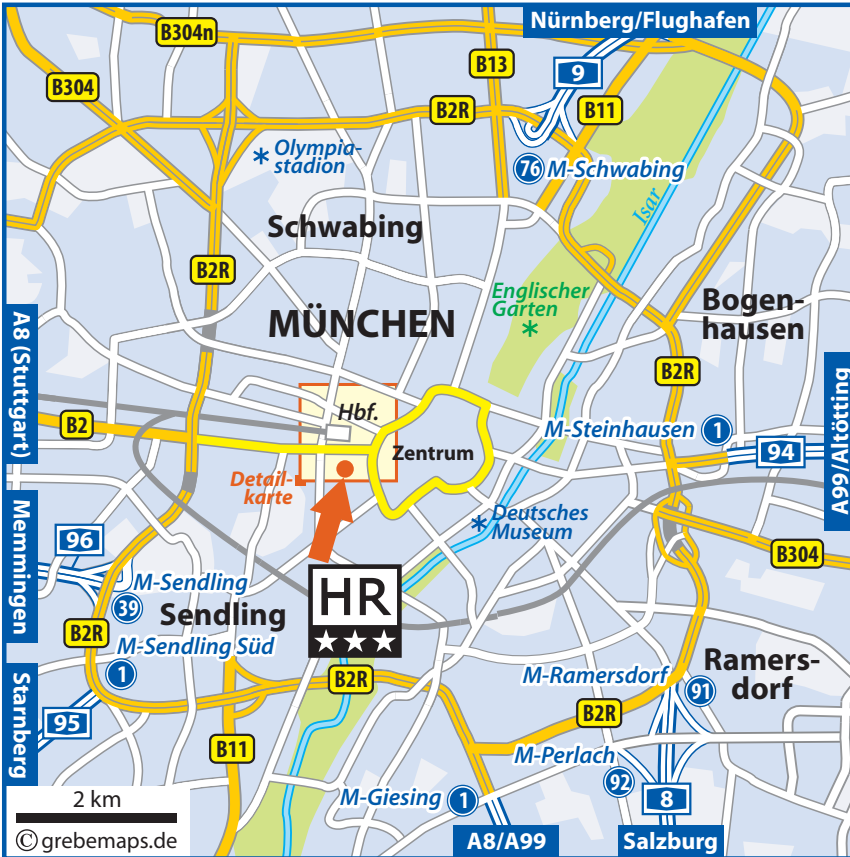 Nürnberg/Flughafen
B304n
B13
9
B304
B2R
B11
Olympia-
stadion
76 M-Schwabing
Isar
Schwabing
B2R
Englischer
Garten
Bogen-
hausen
MÜNCHEN
A8 (Stuttgart)
B2R
A99/Altötting
Hbf.
B2
M-Steinhausen 1
Zentrum
94
Detail-
karte
Memmingen
Deutsches
Museum
96
B304
M-Sendling
39
HR
Sendling
B2R
M-Sendling Süd
1
Ramers-
dorf
M-Ramersdorf
91
B2R
Starnberg
95
B2R
B11
M-Perlach
92
2 km
M-Giesing 1
8
© grebemaps.de
A8/A99
Salzburg